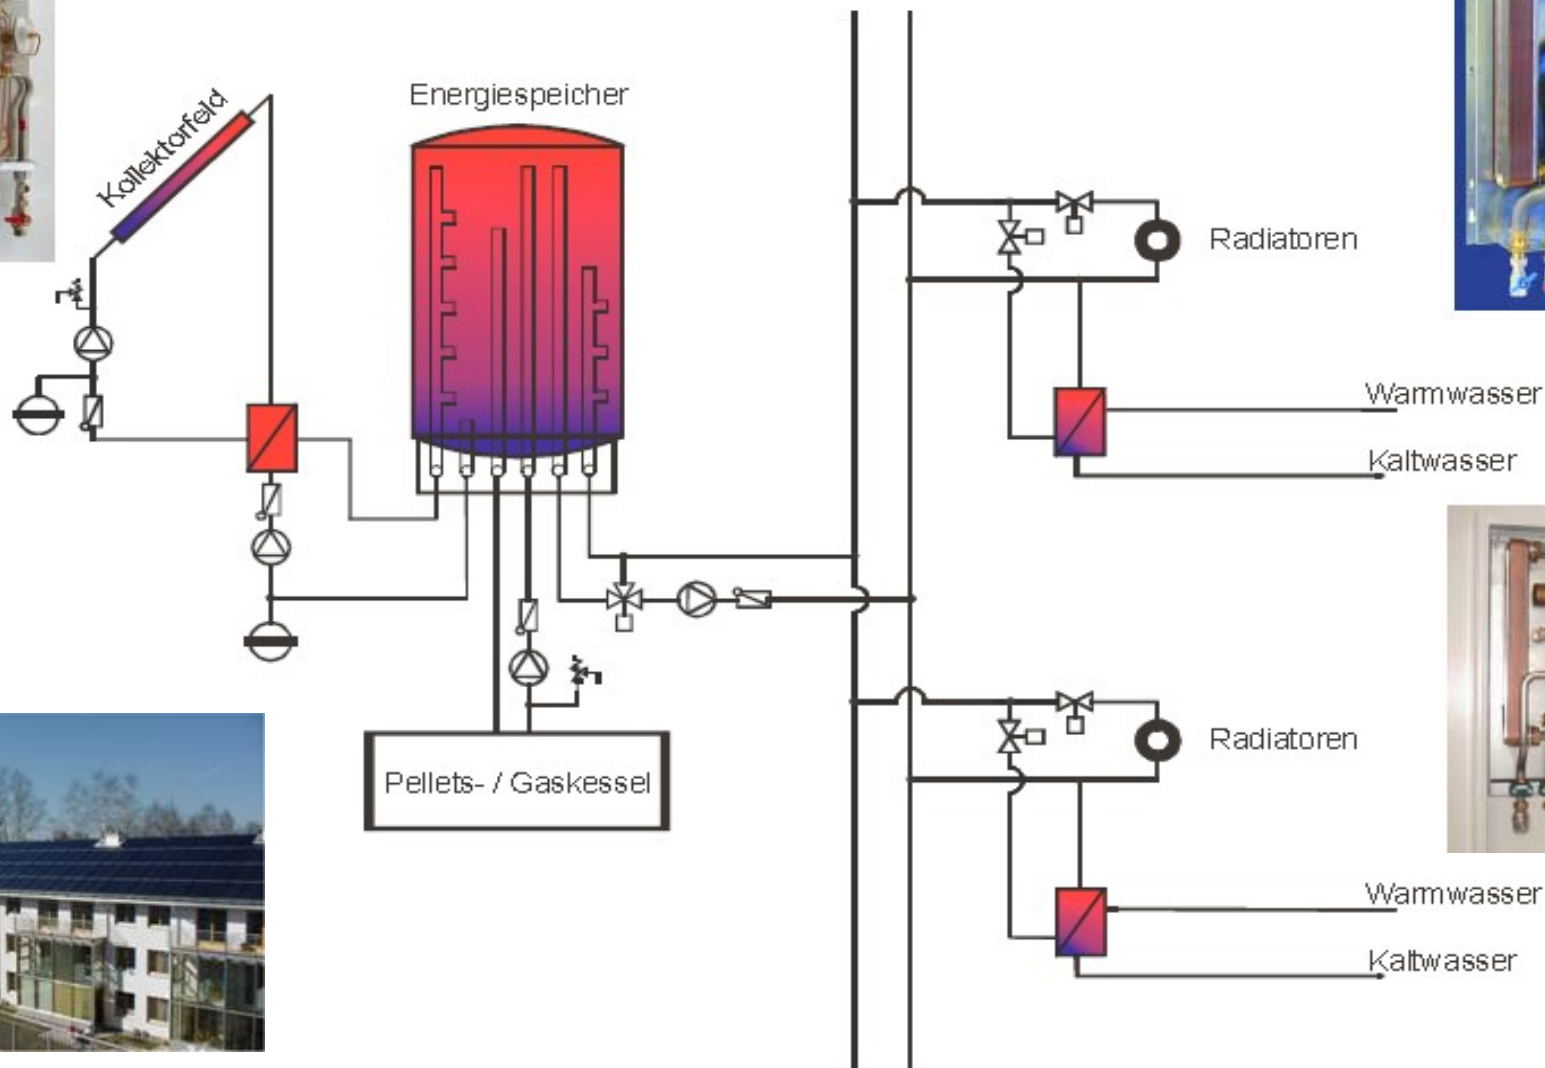 Energiespeicher
Kollektorfeld
Radiatoren
Warmwasser
Kaltwasser
Pellets- / Gaskessel
Radiatoren
Warmwasser
Kaltwasser